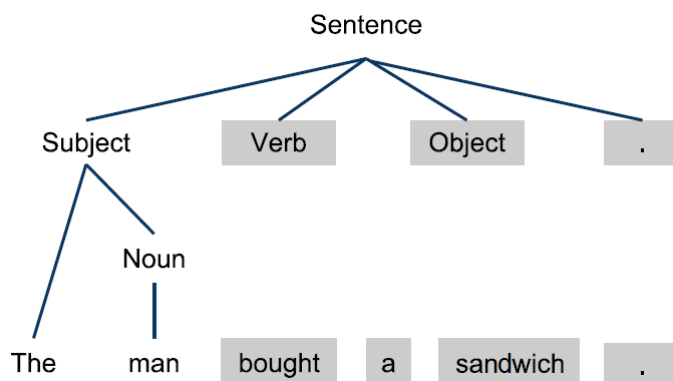 Sentence
Subject Verb Object .
Noun
The man bought a sandwich .